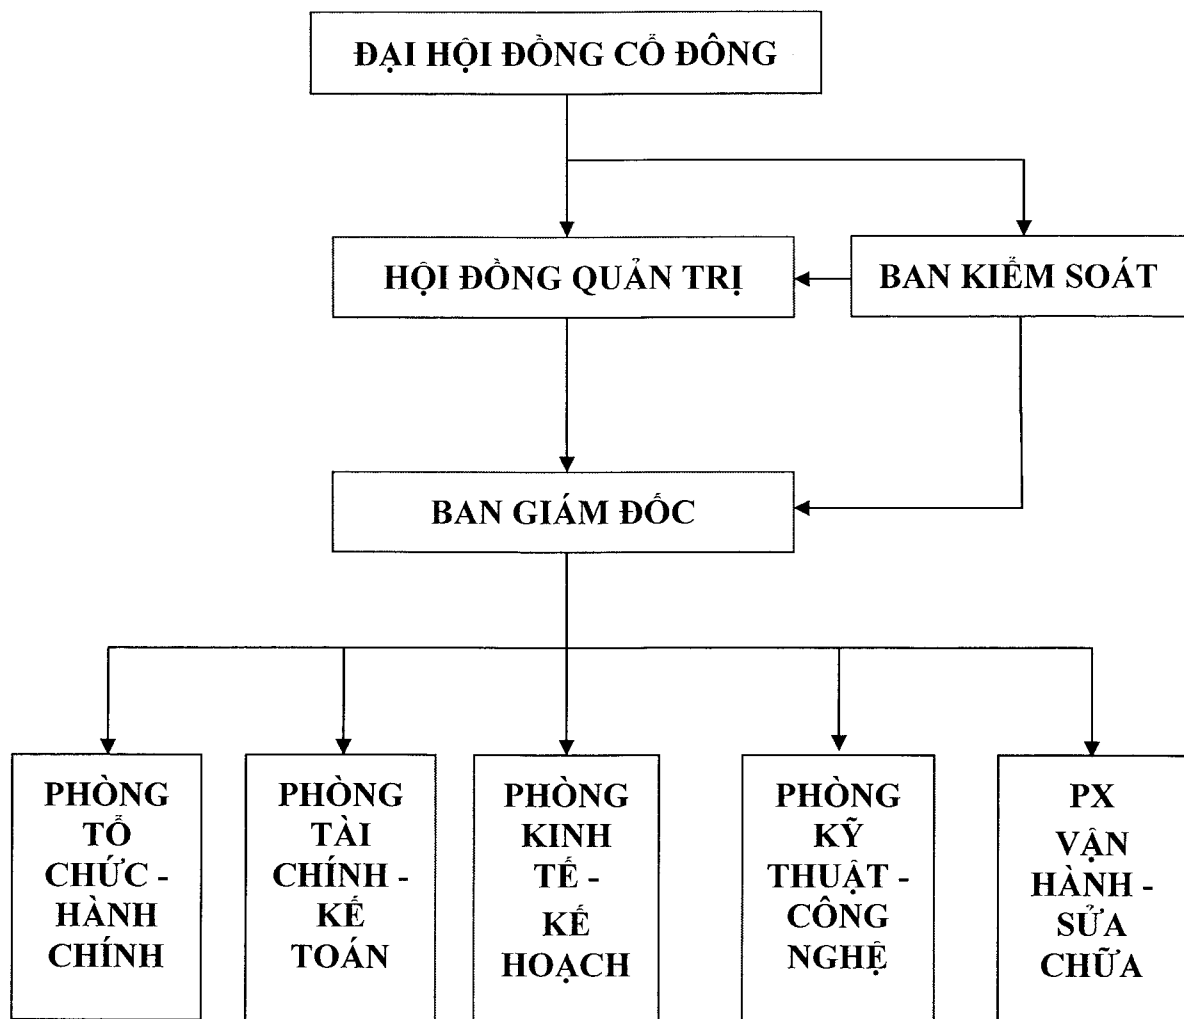 ĐẠI HỘI ĐỒNG CỔ ĐÔNG
HỘI ĐỒNG QUẢN TRỊ
BAN KIỂM SOÁT
BAN GIÁM ĐỐC
PHÒNG
TỔ
CHỨC -
HÀNH
CHÍNH
PHÒNG
TÀI
CHÍNH -
KẾ
TOÁN
PHÒNG
KINH
TẾ -
KẾ
HOẠCH
PHÒNG
KỸ
THUẬT -
CÔNG
NGHỆ
PX
VẬN
HÀNH -
SỬA
CHỮA